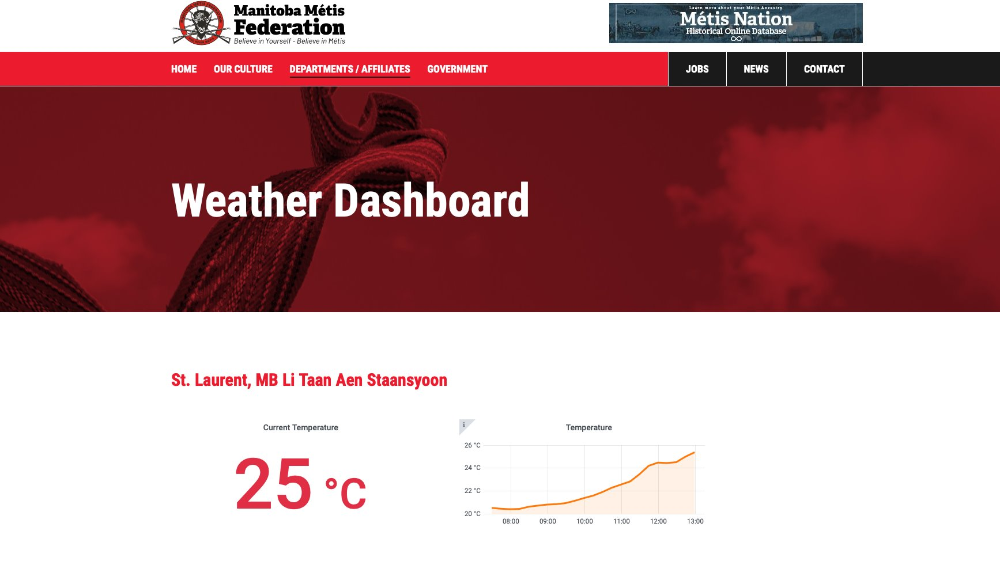 Manitoba Métis
Federation
Believe in Yourself - Believe in Métis
MANITOBA MÉTIS FEDERATION
Learn more about your Métis Ancestry
Métis Nation
Historical Online Database
HOME OUR CULTURE DEPARTMENTS / AFFILIATES GOVERNMENT JOBS NEWS CONTACT
Weather Dashboard
St. Laurent, MB Li Taan Aen Staansyoon
Current Temperature
25 °C
i
Temperature
26 °C
24 °C
22 °C
20 °C
08:00 09:00 10:00 11:00 12:00 13:00